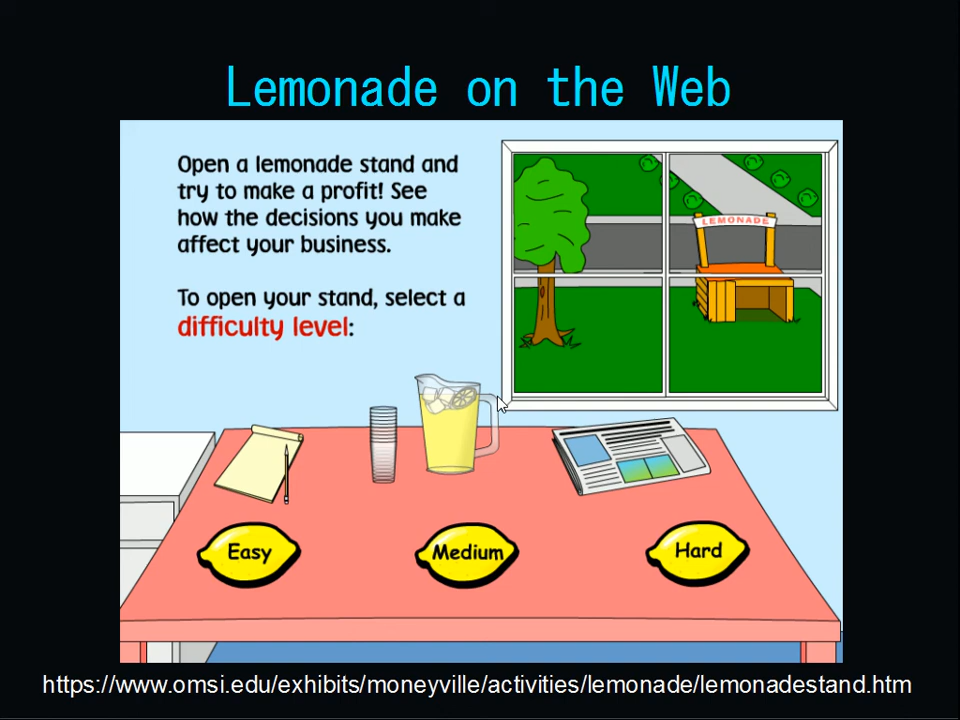 Lemonade on the Web
Open a lemonade stand and
try to make a profit! See
how the decisions you make
affect your business.
To open your stand, select a
difficulty level:
LEMONADE
Easy
Medium
Hard
https://www.omsi.edu/exhibits/moneyville/activities/lemonade/lemonadestand.htm